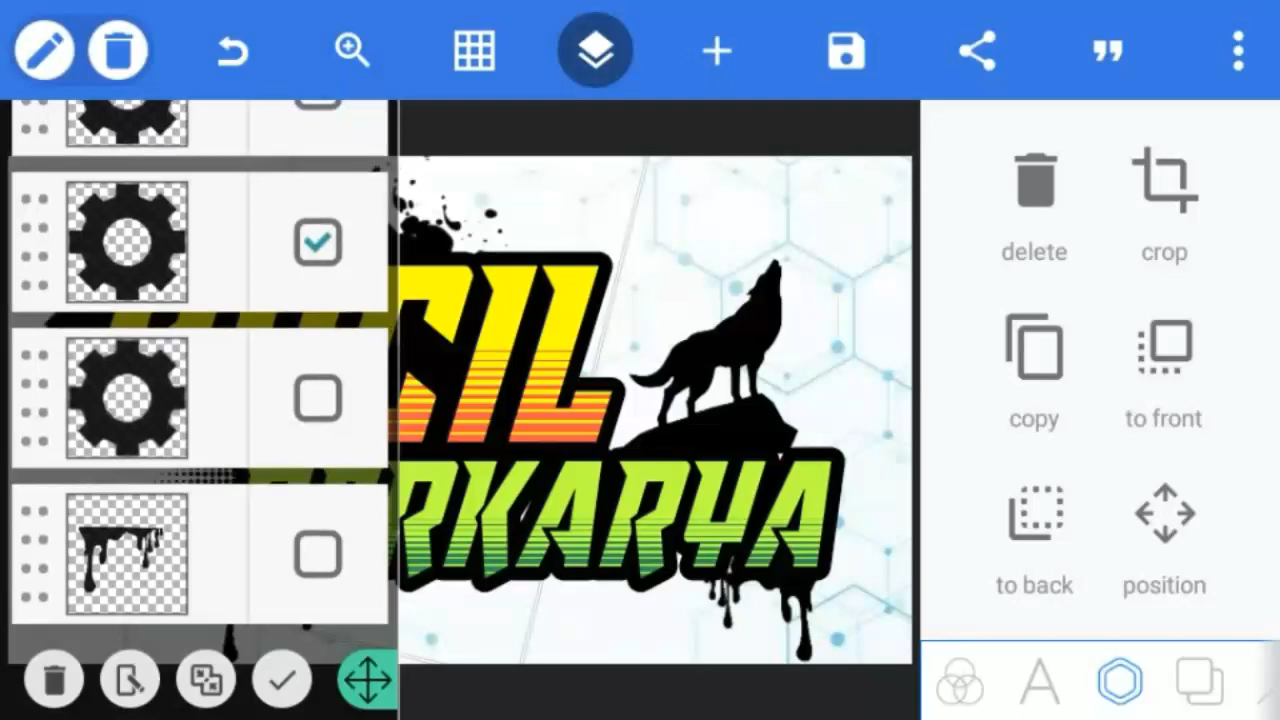 delete
crop
CIL
copy
to front
RKARYA
to back
position